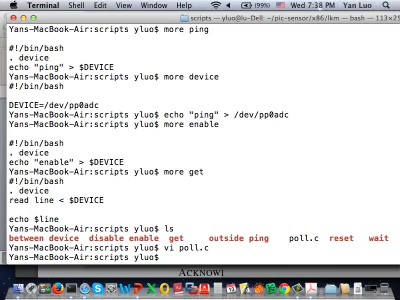 Terminal Shell Edit View Window Help (99%) Wed 7:38 PM Yan Luo
scripts — yluo@lu-Dell: ~/pic-sensor/x86/lkm — bash — 113×25
Yans-MacBook-Air:scripts yluo$ more ping
#!/bin/bash
. device
echo "ping" > $DEVICE
Yans-MacBook-Air:scripts yluo$ more device
#!/bin/bash
DEVICE=/dev/pp0adc
Yans-MacBook-Air:scripts yluo$ echo "ping" > /dev/pp0adc
Yans-MacBook-Air:scripts yluo$ more enable
#!/bin/bash
. device
echo "enable" > $DEVICE
Yans-MacBook-Air:scripts yluo$ more get
#!/bin/bash
. device
read line < $DEVICE
echo $line
Yans-MacBook-Air:scripts yluo$ ls
between device disable enable get outside ping poll.c reset wait
Yans-MacBook-Air:scripts yluo$ vi poll.c
Yans-MacBook-Air:scripts yluo$